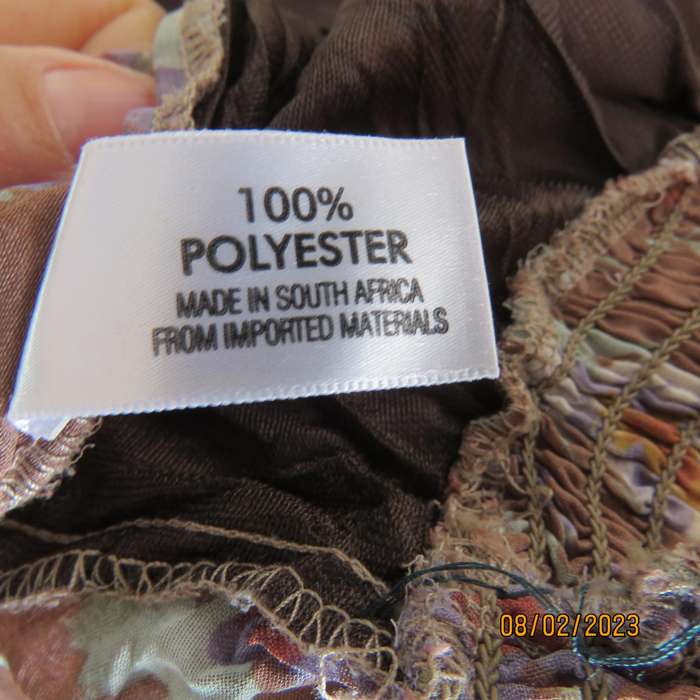 100%
POLYESTER
MADE IN SOUTH AFRICA
FROM IMPORTED MATERIALS
08/02/2023